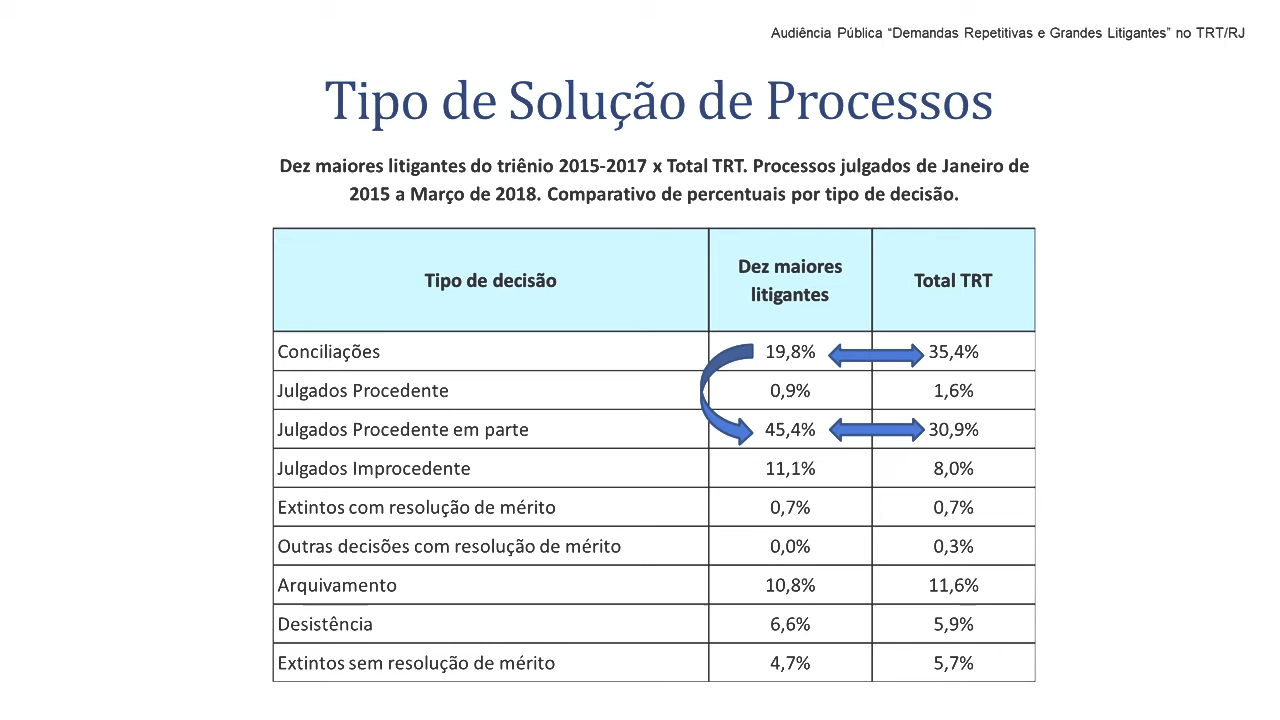 Audiência Pública “Demandas Repetitivas e Grandes Litigantes” no TRT/RJ
Tipo de Solução de Processos
Dez maiores litigantes do triênio 2015-2017 x Total TRT. Processos julgados de Janeiro de
2015 a Março de 2018. Comparativo de percentuais por tipo de decisão.
Tipo de decisão Dez maiores litigantes Total TRT
Conciliações 19,8% 35,4%
Julgados Procedente 0,9% 1,6%
Julgados Procedente em parte 45,4% 30,9%
Julgados Improcedente 11,1% 8,0%
Extintos com resolução de mérito 0,7% 0,7%
Outras decisões com resolução de mérito 0,0% 0,3%
Arquivamento 10,8% 11,6%
Desistência 6,6% 5,9%
Extintos sem resolução de mérito 4,7% 5,7%